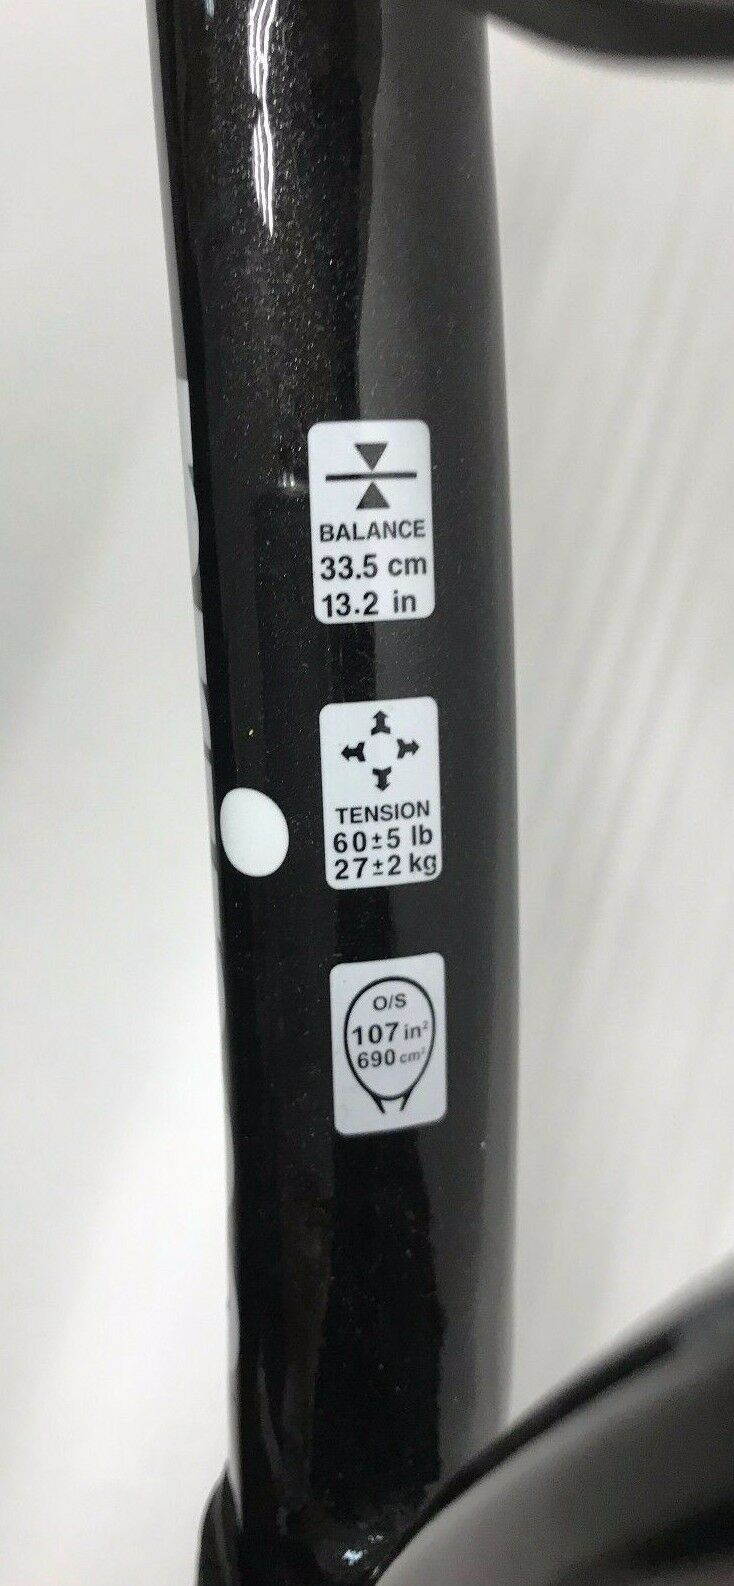 BALANCE
33.5 cm
13.2 in
TENSION
60±5 lb
27±2 kg
O/S
107 in²
690 cm²